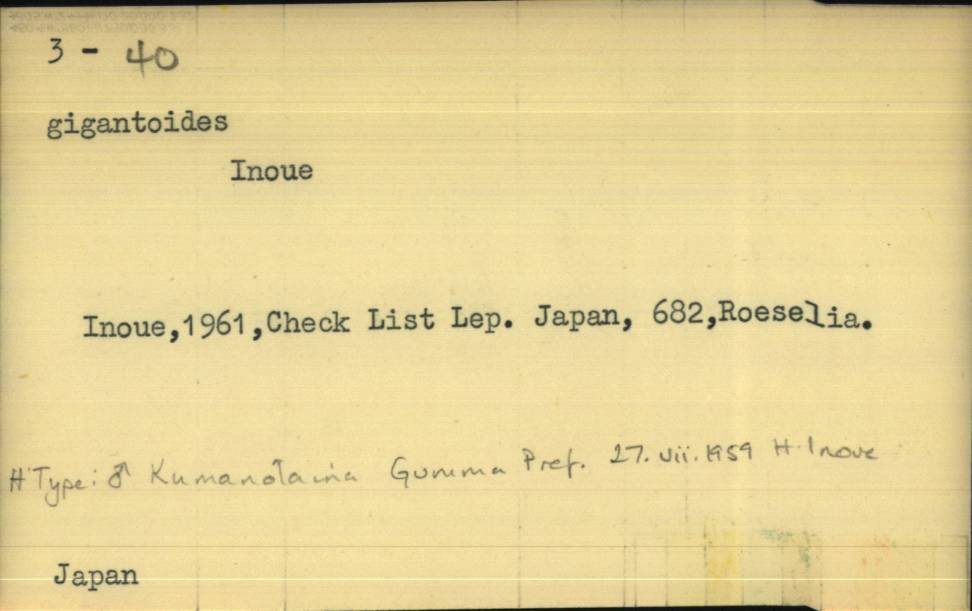 3 - 40
gigantoides
Inoue
Inoue,1961,Check List Lep. Japan, 682,Roeselia.
H'Type: ♂ Kumanotaira Gumma Pref. 27.vii.1959 H. Inoue
Japan